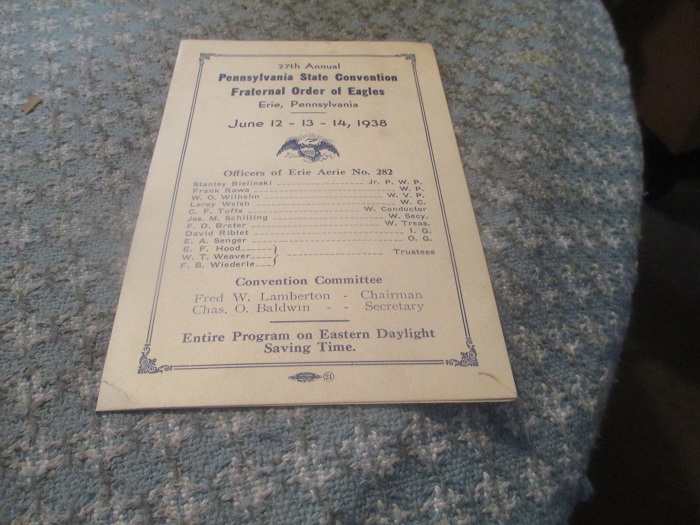 27th Annual
Pennsylvania State Convention
Fraternal Order of Eagles
Erie, Pennsylvania
June 12 - 13 - 14, 1938
Officers of Erie Aerie No. 282
Stanley Bielinski Jr. P. W. P.
Frank Rawa W. P.
W. G. Wilhelm W. V. P.
Leroy Welsh W. C.
C. F. Tufts W. Conductor
Jos. M. Schilling W. Secy.
F. D. Breter W. Treas.
David Riblet I. G.
E. A. Senger O. G.
E. F. Hood
W. T. Weaver Trustees
F. B. Wiederle
Convention Committee
Fred W. Lamberton - - Chairman
Chas. O. Baldwin - - Secretary
Entire Program on Eastern Daylight
Saving Time.
21